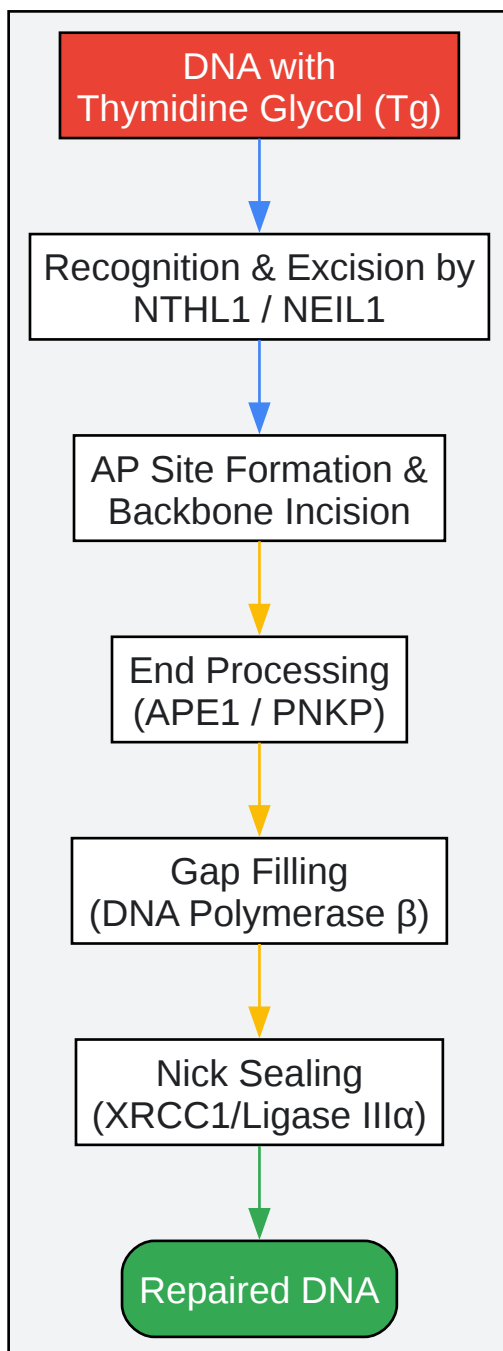 DNA with
Thymidine Glycol (Tg)
Recognition & Excision by
NTHL1 / NEIL1
AP Site Formation &
Backbone Incision
End Processing
(APE1 / PNKP)
Gap Filling
(DNA Polymerase β)
Nick Sealing
(XRCC1/Ligase IIIα)
Repaired DNA